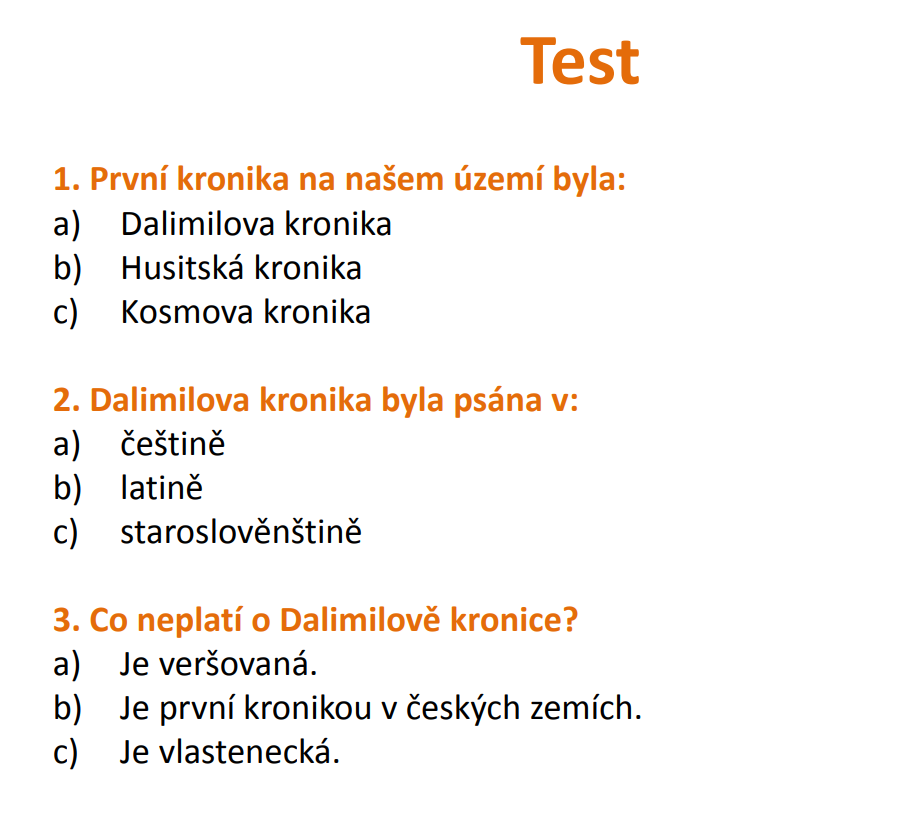 Test
1. První kronika na našem území byla:
a) Dalimilova kronika
b) Husitská kronika
c) Kosmova kronika
2. Dalimilova kronika byla psána v:
a) češtině
b) latině
c) staroslověnštině
3. Co neplatí o Dalimilově kronice?
a) Je veršovaná.
b) Je první kronikou v českých zemích.
c) Je vlastenecká.